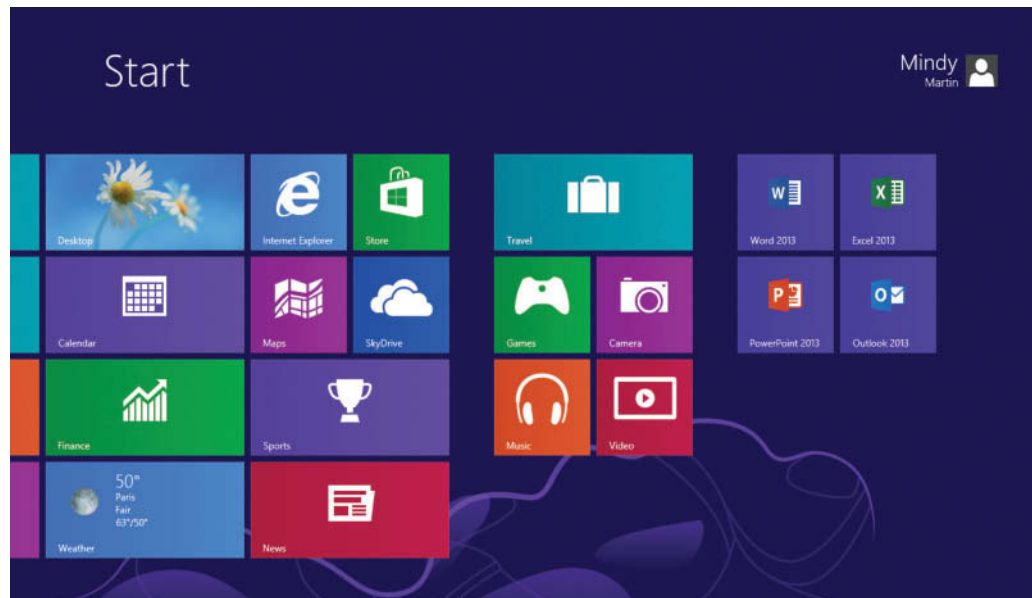 Start
Mindy
Martin
Desktop
Internet Explorer
Store
Travel
Word 2013
Excel 2013
Calendar
Maps
SkyDrive
Games
Camera
PowerPoint 2013
Outlook 2013
Finance
Sports
Music
Video
50°
Paris
Fair
63°/50°
Weather
News